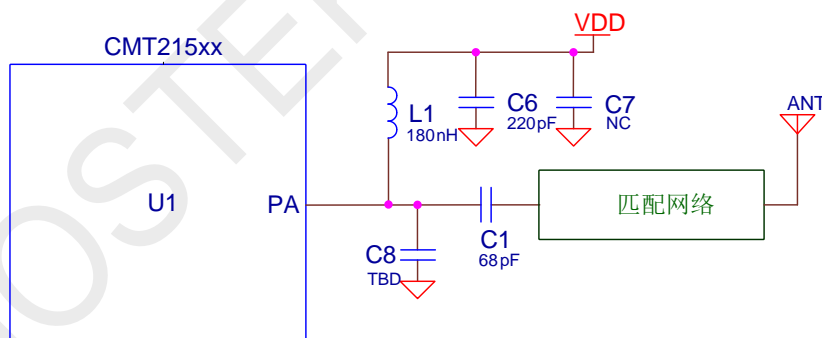 CMT215xx
VDD
L1
180nH
C6
220pF
C7
NC
ANT
U1
PA
匹配网络
C8
TBD
C1
68pF